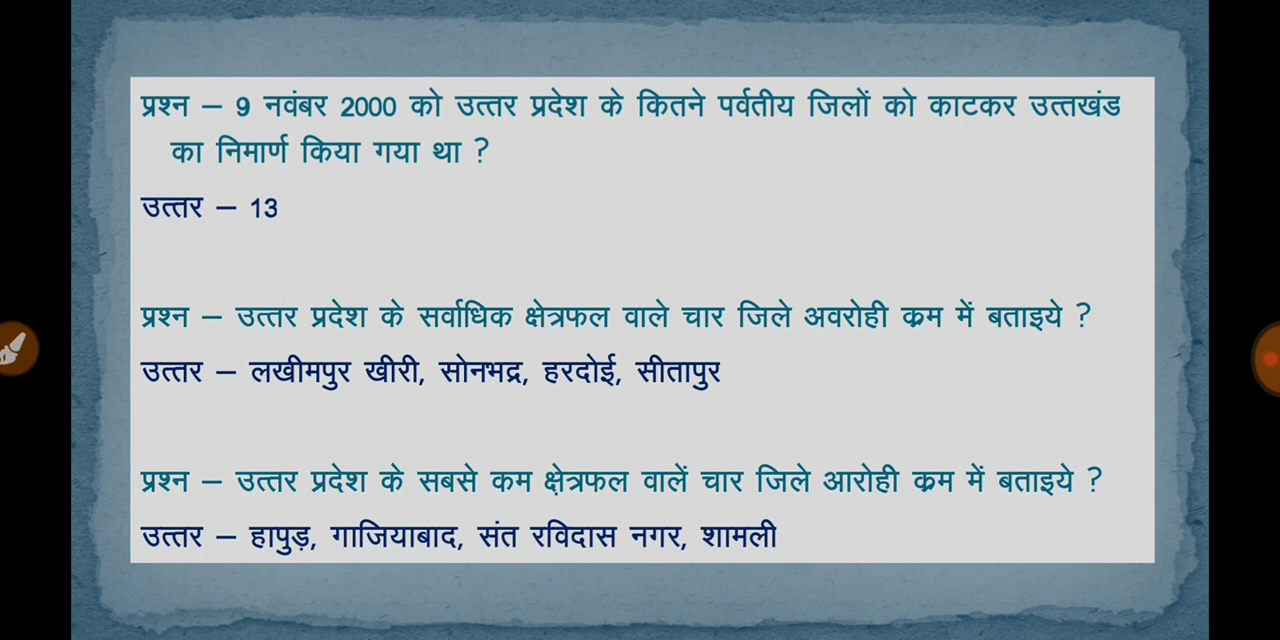 प्रश्न – 9 नवंबर 2000 को उत्तर प्रदेश के कितने पर्वतीय जिलों को काटकर उत्तखंड
का निमार्ण किया गया था ?
उत्तर – 13
प्रश्न – उत्तर प्रदेश के सर्वाधिक क्षेत्रफल वाले चार जिले अवरोही क्रम में बताइये ?
उत्तर – लखीमपुर खीरी, सोनभद्र, हरदोई, सीतापुर
प्रश्न – उत्तर प्रदेश के सबसे कम क्षे़त्रफल वालें चार जिले आरोही क्रम में बताइये ?
उत्तर – हापुड़, गाजियाबाद, संत रविदास नगर, शामली